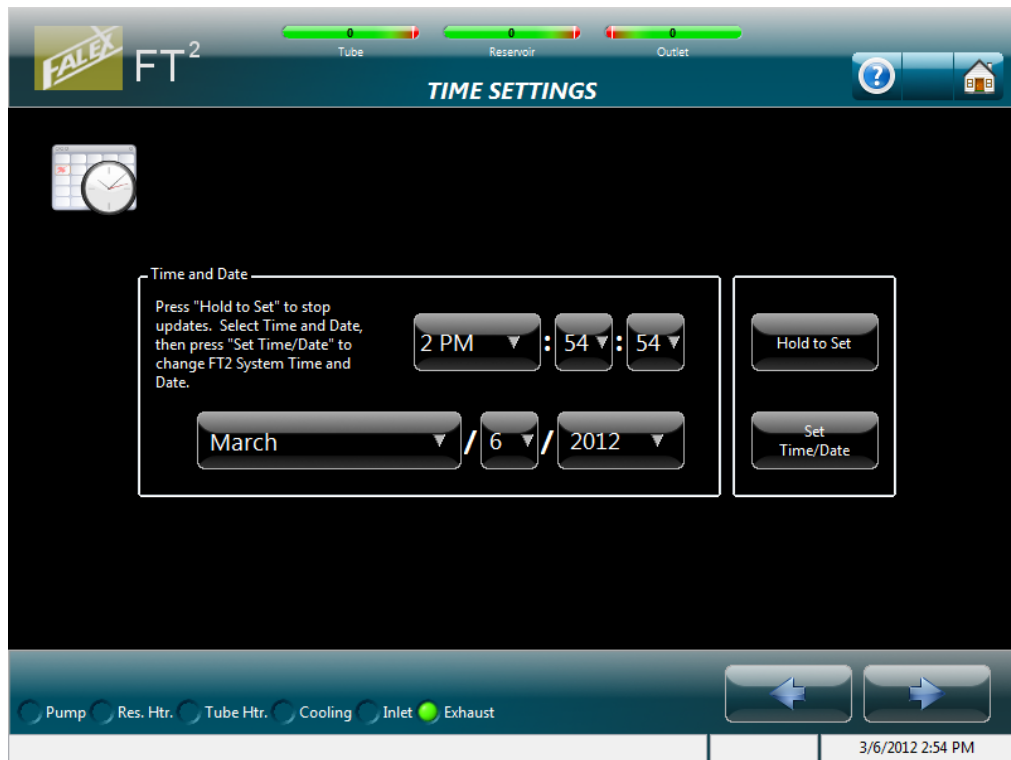 0 0 0
Tube Reservoir Outlet
FALEX FT2
TIME SETTINGS
Time and Date
Press "Hold to Set" to stop
updates. Select Time and Date,
then press "Set Time/Date" to
change FT2 System Time and
Date.
2 PM : 54 : 54
March / 6 / 2012
Hold to Set
Set
Time/Date
Pump Res. Htr. Tube Htr. Cooling Inlet Exhaust
3/6/2012 2:54 PM